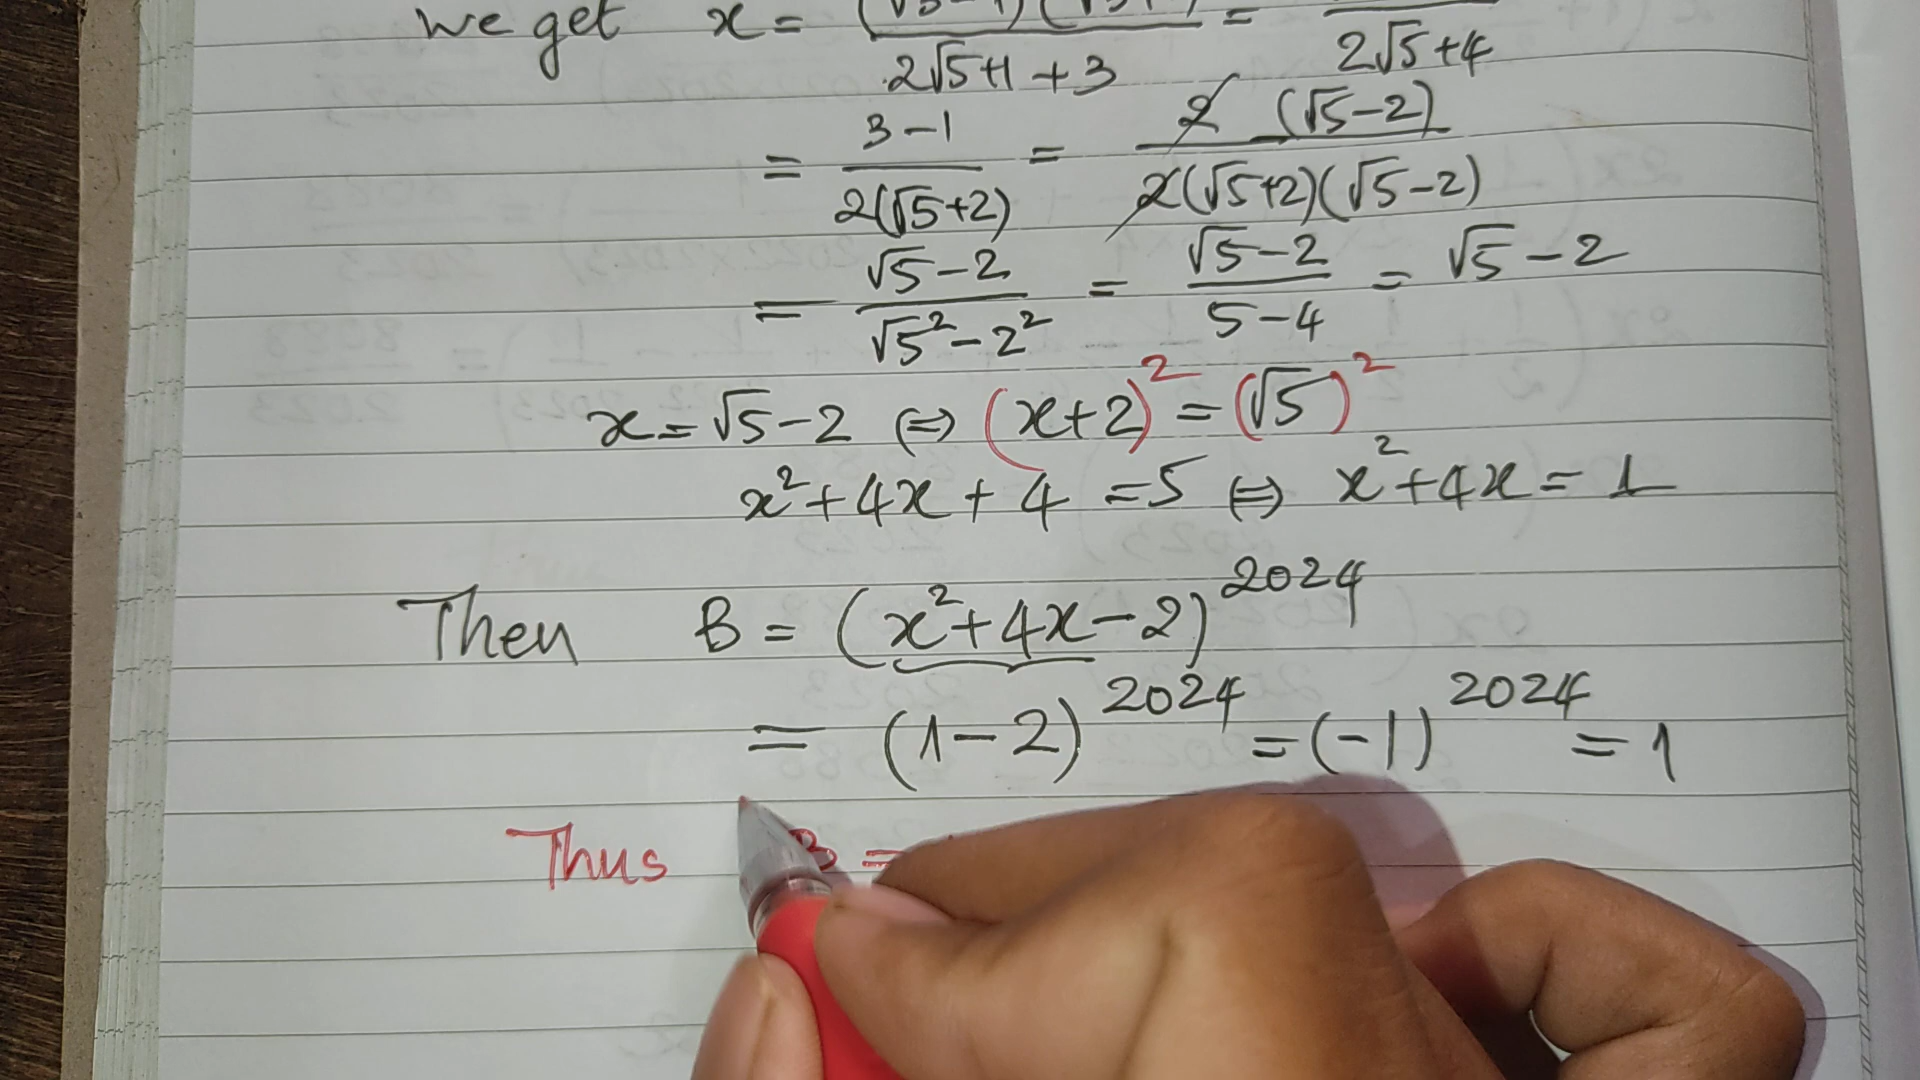 we get x = / 2√5+1 + 3 = / 2√5+4
= 3-1 / 2(√5+2) = 2 (√5-2) / 2(√5+2)(√5-2)
= √5-2 / √5²-2² = √5-2 / 5-4 = √5-2
x = √5-2 ⇔ (x+2)² = (√5)²
x²+4x+4 = 5 ⇔ x²+4x = 1
Then B = (x²+4x-2)²⁰²⁴
= (1-2)²⁰²⁴ = (-1)²⁰²⁴ = 1
Thus B =